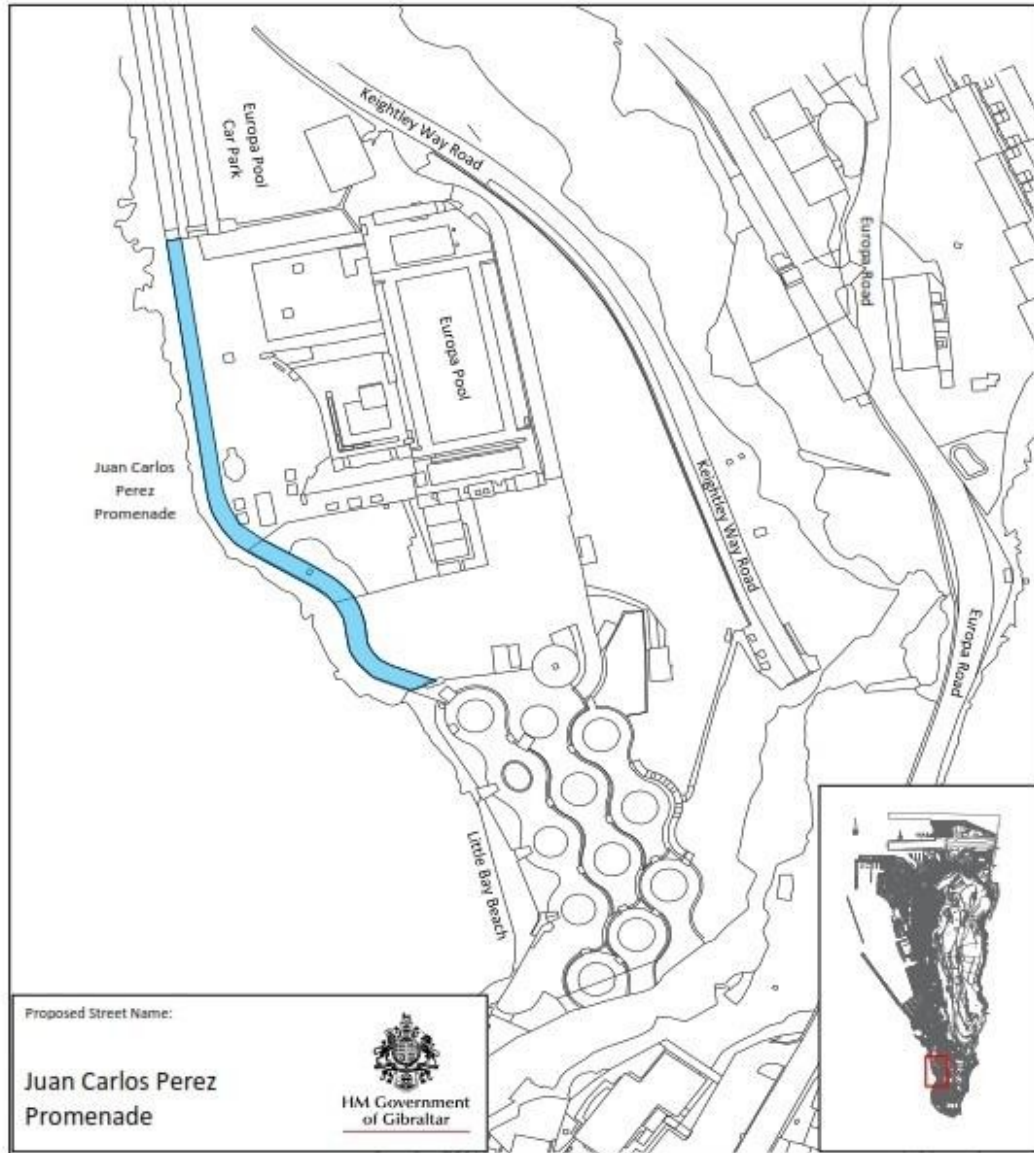 Europa Pool
Car Park
Keightley Way Road
Europa Road
Europa Pool
Juan Carlos
Perez
Promenade
Keightley Way Road
Europa Road
Little Bay Beach
Proposed Street Name:
Juan Carlos Perez
Promenade
HM Government
of Gibraltar